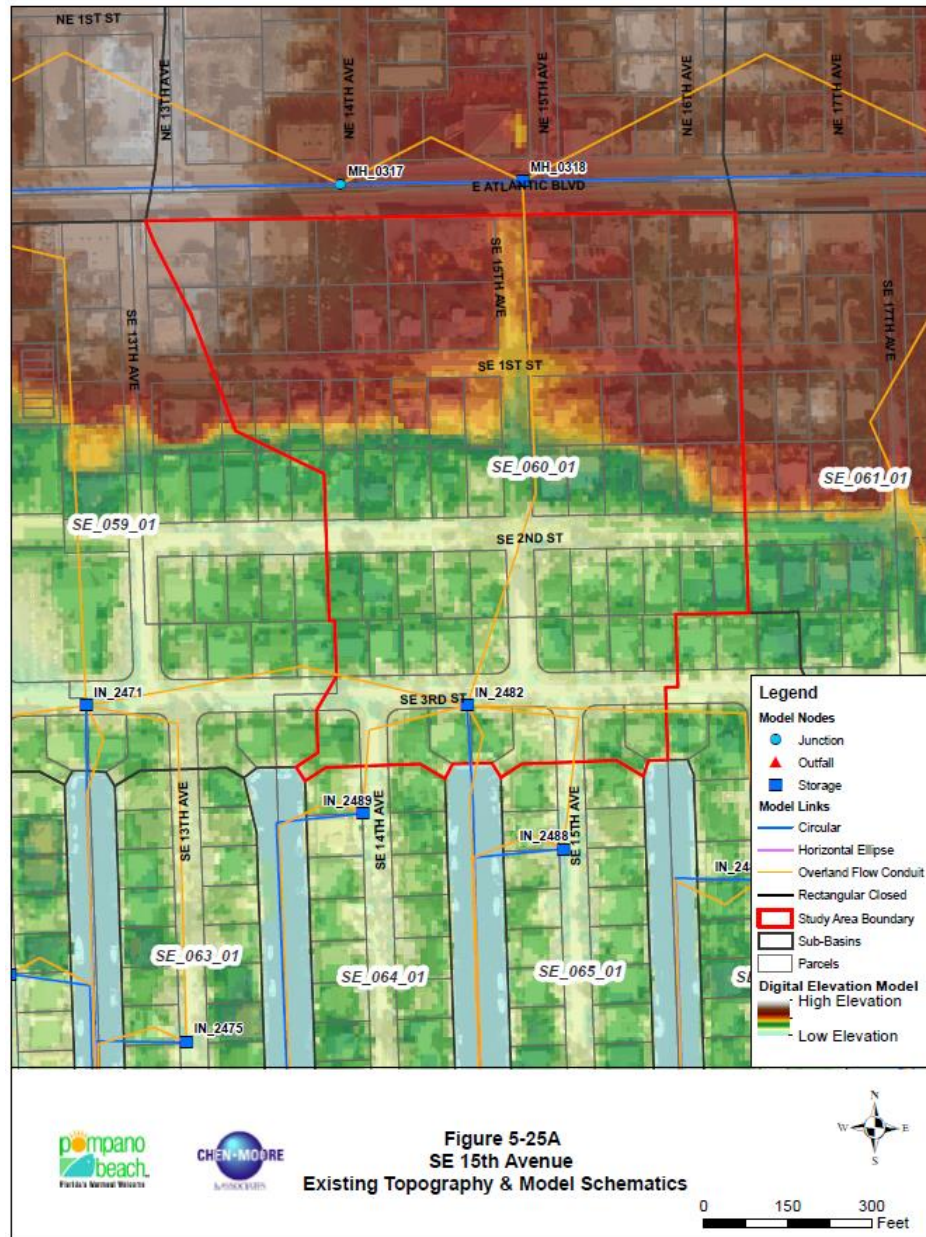 NE 1ST ST
NE 13TH AVE
NE 14TH AVE
NE 15TH AVE
NE 16TH AVE
NE 17TH AVE
MH_0317
MH_0318
E ATLANTIC BLVD
SE 15TH AVE
SE 13TH AVE
SE 17TH AVE
SE 1ST ST
SE_060_01
SE_061_01
SE_059_01
SE 2ND ST
IN_2471
SE 3RD ST
IN_2482
IN_2489
SE 13TH AVE
SE 14TH AVE
IN_2488
SE 15TH AVE
SE_063_01
SE_064_01
SE_065_01
IN_2475
Legend
Model Nodes
Junction
Outfall
Storage
Model Links
Circular
Horizontal Ellipse
Overland Flow Conduit
Rectangular Closed
Study Area Boundary
Sub-Basins
Parcels
Digital Elevation Model
High Elevation
Low Elevation
pompano
beach
Florida's Warmest Welcome
CHEN•MOORE
& ASSOCIATES
Figure 5-25A
SE 15th Avenue
Existing Topography & Model Schematics
N
W E
S
0 150 300
Feet